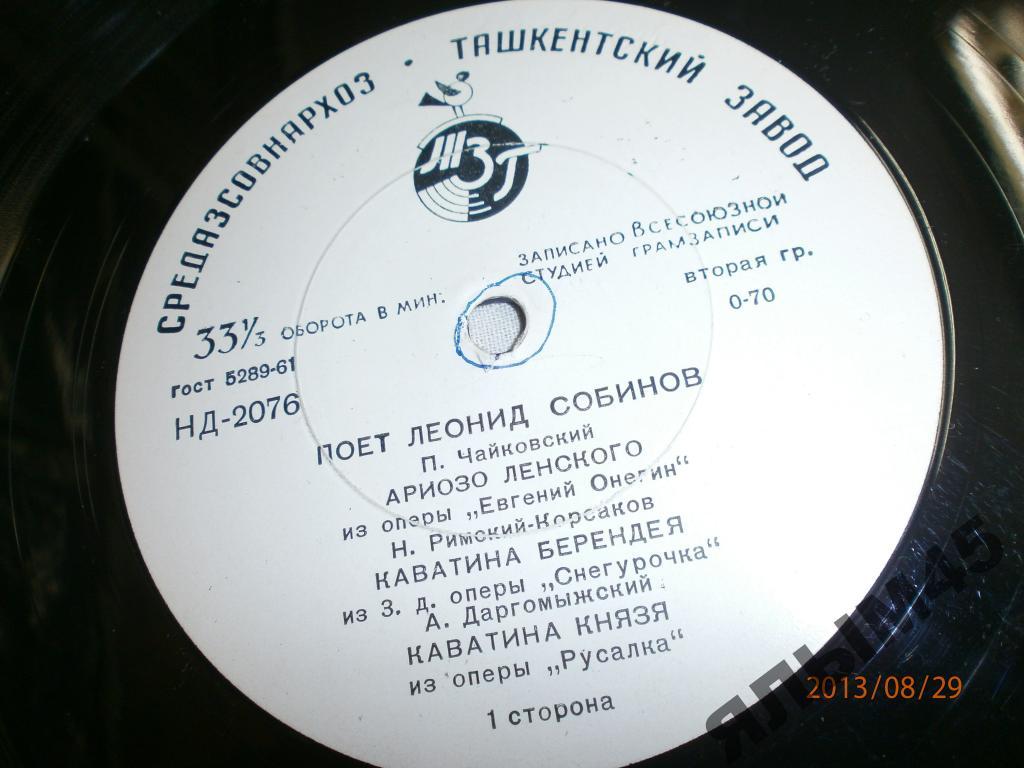 СРЕДАЗСОВНАРХОЗ · ТАШКЕНТСКИЙ ЗАВОД
ТЗГ
ЗАПИСАНО ВСЕСОЮЗНОЙ
СТУДИЕЙ ГРАМЗАПИСИ
33⅓ ОБОРОТА В МИН.
вторая гр.
0-70
гост 5289-61
НД-2076
ПОЕТ ЛЕОНИД СОБИНОВ
П. Чайковский
АРИОЗО ЛЕНСКОГО
из оперы „Евгений Онегин“
Н. Римский-Корсаков
КАВАТИНА БЕРЕНДЕЯ
из 3. д. оперы „Снегурочка“
А. Даргомыжский
КАВАТИНА КНЯЗЯ
из оперы „Русалка“
1 сторона
2013/08/29
ЯЛЫМ45